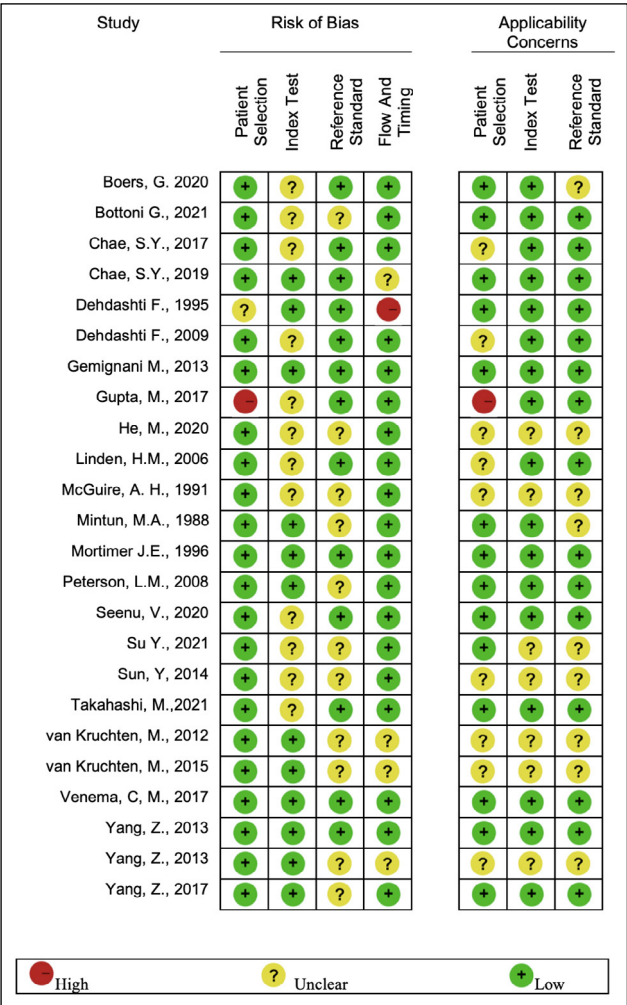 Study
Risk of Bias
Applicability
Concerns
Patient
Selection
Index Test
Reference
Standard
Flow And
Timing
Patient
Selection
Index Test
Reference
Standard
Boers, G. 2020 + ? + + + + ?
Bottoni G., 2021 + ? ? + + + +
Chae, S.Y., 2017 + ? + + ? + +
Chae, S.Y., 2019 + + + ? + + +
Dehdashti F., 1995 ? + + − + + +
Dehdashti F., 2009 + ? + + ? + +
Gemignani M., 2013 + + + + + + +
Gupta, M., 2017 − ? + + − + +
He, M., 2020 + ? ? + ? ? ?
Linden, H.M., 2006 + ? + + ? + +
McGuire, A. H., 1991 + ? ? + ? ? ?
Mintun, M.A., 1988 + + ? + + + ?
Mortimer J.E., 1996 + + + + + + +
Peterson, L.M., 2008 + + ? + + + +
Seenu, V., 2020 + ? + + + + +
Su Y., 2021 + ? ? + + ? ?
Sun, Y, 2014 + ? ? + ? ? ?
Takahashi, M.,2021 + ? + + + + +
van Kruchten, M., 2012 + + ? ? ? ? ?
van Kruchten, M., 2015 + + ? ? ? ? ?
Venema, C, M., 2017 + + + + + + +
Yang, Z., 2013 + + + + + + +
Yang, Z., 2013 + + ? ? ? ? ?
Yang, Z., 2017 + + ? + + + +
− High ? Unclear + Low